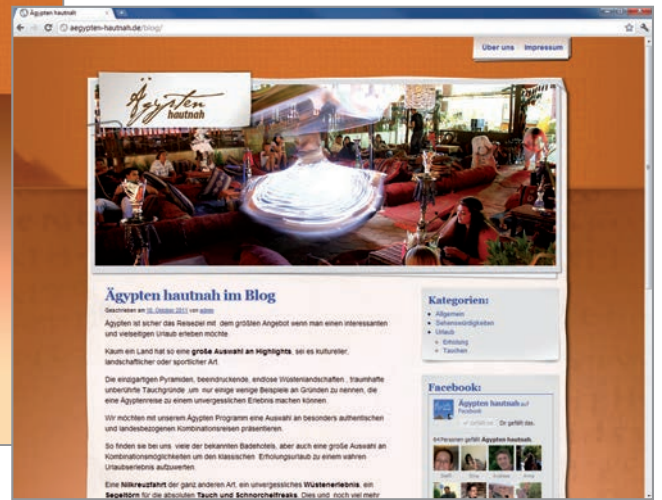 Ägypten hautnah
aegypten-hautnah.de/blog/
Über uns Impressum
Ägypten
hautnah
Ägypten hautnah im Blog
Geschrieben am 10. Oktober 2011 von admin
Ägypten ist sicher das Reiseziel mit dem größten Angebot wenn man einen interessanten
und vielseitigen Urlaub erleben möchte.
Kaum ein Land hat so eine große Auswahl an Highlights, sei es kultureller,
landschaftlicher oder sportlicher Art.
Die einzigartigen Pyramiden, beeindruckende, endlose Wüstenlandschaften , traumhafte
unberührte Tauchgründe ,um nur einige wenige Beispiele an Gründen zu nennen, die
eine Ägyptenreise zu einem unvergesslichen Erlebnis machen können.
Wir möchten mit unserem Ägypten Programm eine Auswahl an besonders authentischen
und landesbezogenen Kombinationsreisen präsentieren.
So finden sie bei uns viele der bekannten Badehotels, aber auch eine große Auswahl an
Kombinationsmöglichkeiten um den klassischen Erholungsurlaub zu einem wahren
Urlaubserlebnis aufzuwerten.
Eine Nilkreuzfahrt der ganz anderen Art, ein unvergessliches Wüstenerlebnis, ein
Segeltörn für die absoluten Tauch und Schnorchelfreaks. Dies und noch viel mehr
Kategorien:
Allgemein
Sehenswürdigkeiten
Urlaub
Erholung
Tauchen
Facebook:
Ägypten hautnah auf
Facebook
Gefällt mir Dir gefällt das.
64 Personen gefällt Ägypten hautnah.